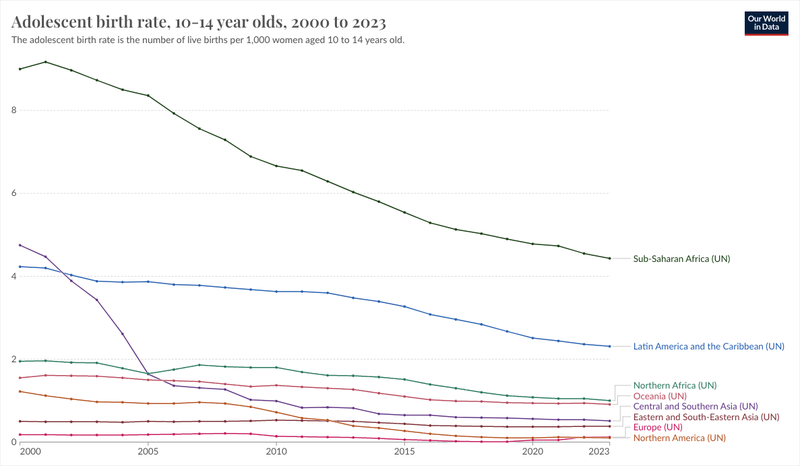 Adolescent birth rate, 10-14 year olds, 2000 to 2023
The adolescent birth rate is the number of live births per 1,000 women aged 10 to 14 years old.
Our World
in Data
8
6
4
2
0
2000
2005
2010
2015
2020
2023
Sub-Saharan Africa (UN)
Latin America and the Caribbean (UN)
Northern Africa (UN)
Oceania (UN)
Central and Southern Asia (UN)
Eastern and South-Eastern Asia (UN)
Europe (UN)
Northern America (UN)